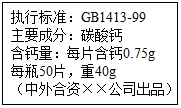 执行标准：GB1413-99
主要成分：碳酸钙
含钙量：每片含钙0.75g
每瓶50片，重40g
（中外合资××公司出品）